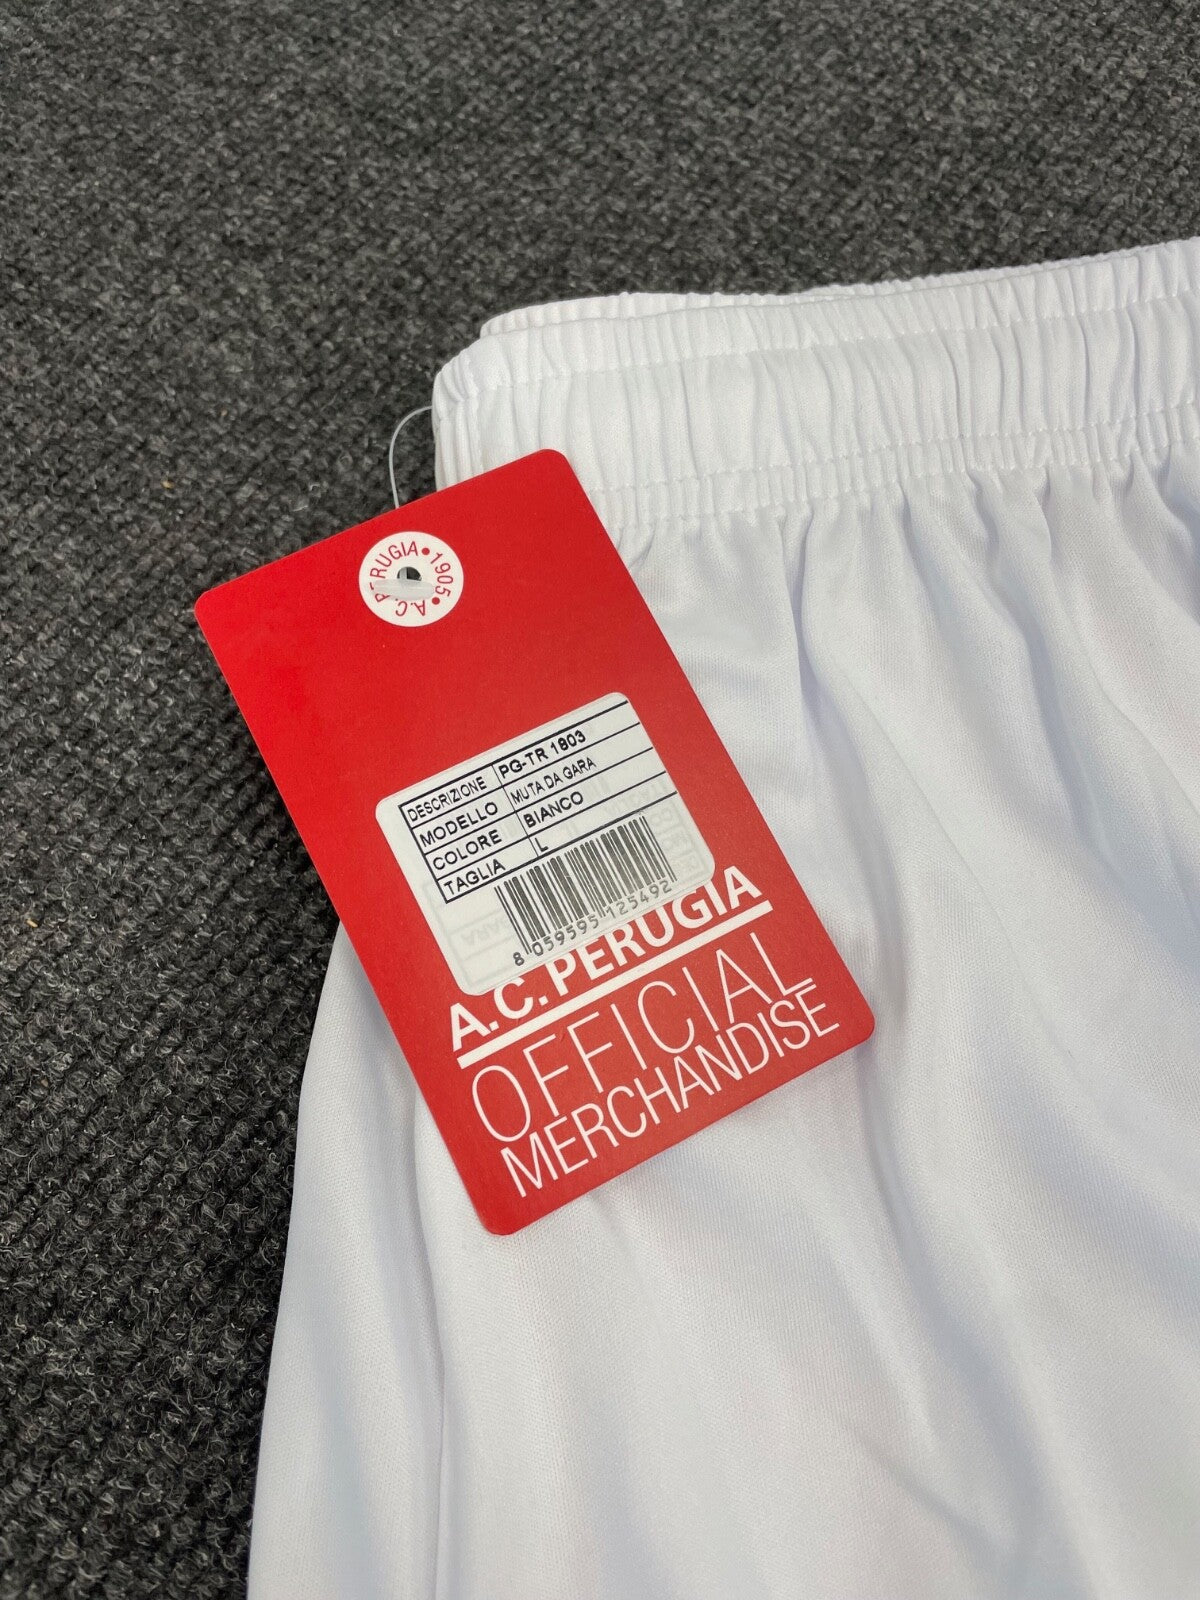 A.C. PERUGIA • 1905 •
DESCRIZIONE PG-TR 1803
MODELLO MUTA DA GARA
COLORE BIANCO
TAGLIA L
8 059595 125492
A.C. PERUGIA
OFFICIAL
MERCHANDISE